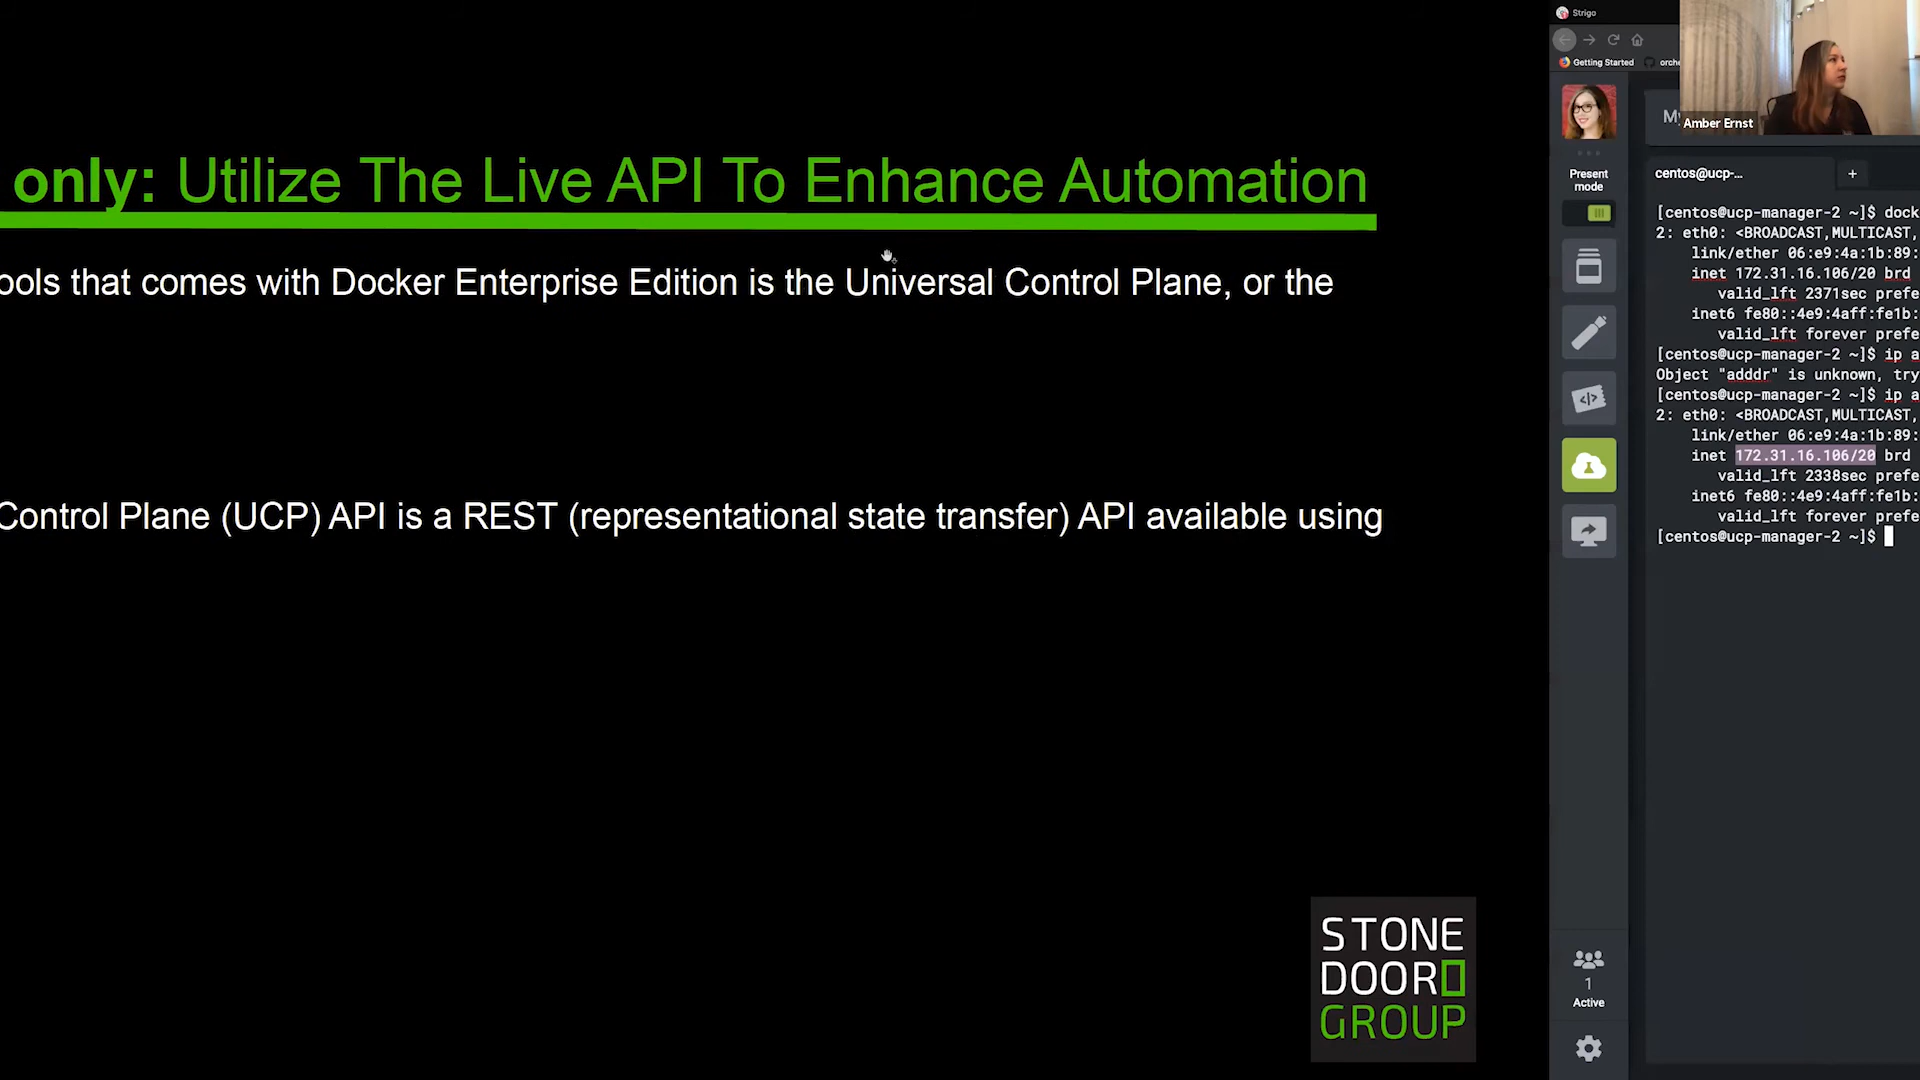 only: Utilize The Live API To Enhance Automation
ools that comes with Docker Enterprise Edition is the Universal Control Plane, or the
Control Plane (UCP) API is a REST (representational state transfer) API available using
STONE
DOOR
GROUP
Strigo
Getting Started
orche
Amber Ernst
My
Present
mode
centos@ucp-...
+
[centos@ucp-manager-2 ~]$ dock
2: eth0: <BROADCAST,MULTICAST,
link/ether 06:e9:4a:1b:89:
inet 172.31.16.106/20 brd
valid_lft 2371sec prefe
inet6 fe80::4e9:4aff:fe1b:
valid_lft forever prefe
[centos@ucp-manager-2 ~]$ ip a
Object "adddr" is unknown, try
[centos@ucp-manager-2 ~]$ ip a
2: eth0: <BROADCAST,MULTICAST,
link/ether 06:e9:4a:1b:89:
inet 172.31.16.106/20 brd
valid_lft 2338sec prefe
inet6 fe80::4e9:4aff:fe1b:
valid_lft forever prefe
[centos@ucp-manager-2 ~]$
1
Active